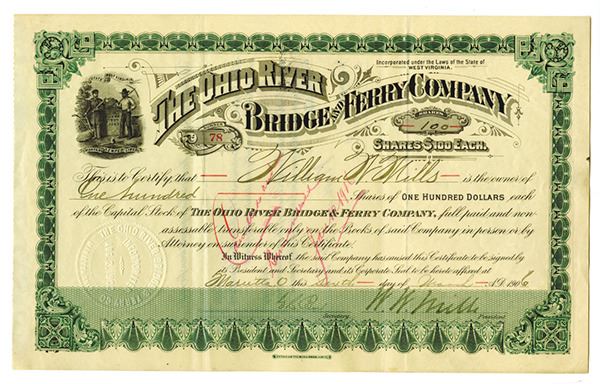 Incorporated under the Laws of the State of
WEST VIRGINIA.
THE OHIO RIVER
BRIDGE AND FERRY COMPANY
78
100
SHARES $100 EACH.
This is to Certify that William W Mills is the owner of
One hundred Shares of ONE HUNDRED DOLLARS each
of the Capital Stock of THE OHIO RIVER BRIDGE & FERRY COMPANY, full paid and non-
assessable transferable only on the Books of said Company in person or by
Attorney on surrender of this Certificate.
In Witness Whereof the said Company has caused this Certificate to be signed by
its President and Secretary and its Corporate Seal to be hereto affixed at
Marietta O this day of March A.D. 1906
W. W. Mills
Secretary. President.